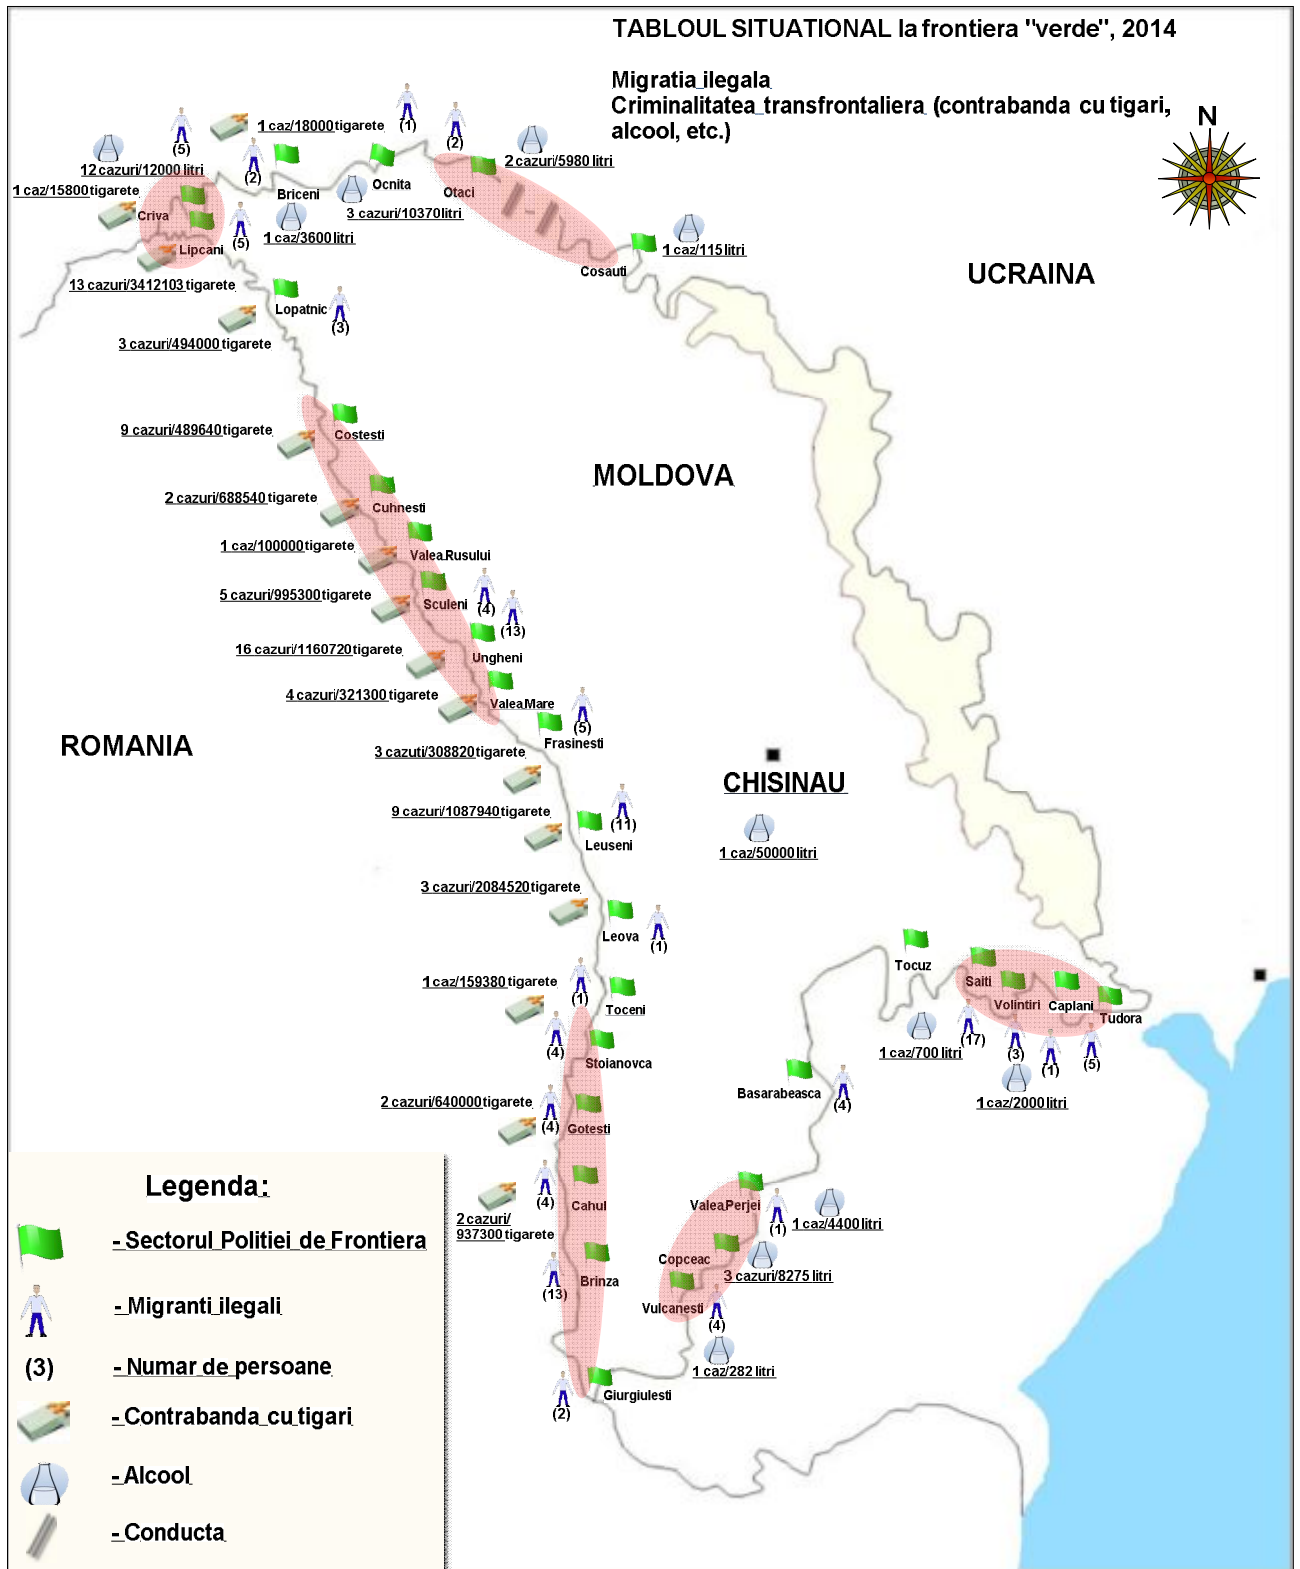 TABLOUL SITUATIONAL la frontiera "verde", 2014
Migratia ilegala
Criminalitatea transfrontaliera (contrabanda cu tigari,
alcool, etc.)
N
(1)
1 caz/18000 tigarete
(5)
(2)
2 cazuri/5980 litri
12 cazuri/12000 litri
(2)
Ocnita
Otaci
1 caz/15800 tigarete
Briceni
Criva
3 cazuri/10370 litri
(5)
1 caz/3600 litri
Lipcani
1 caz/115 litri
Cosauti
UCRAINA
13 cazuri/3412103 tigarete
Lopatnic
(3)
3 cazuri/494000 tigarete
9 cazuri/489640 tigarete
Costesti
MOLDOVA
2 cazuri/688540 tigarete
Cuhnesti
1 caz/100000 tigarete
Valea Rusului
5 cazuri/995300 tigarete
Sculeni
(4)
(13)
16 cazuri/1160720 tigarete
Ungheni
4 cazuri/321300 tigarete
Valea Mare
(5)
Frasinesti
ROMANIA
3 cazuti/308820 tigarete
CHISINAU
9 cazuri/1087940 tigarete
(11)
Leuseni
1 caz/50000 litri
3 cazuri/2084520 tigarete
Leova
(1)
Tocuz
1 caz/159380 tigarete
(1)
Toceni
Saiti
Volintiri
Caplani
Tudora
(17)
(3)
(1)
(5)
1 caz/700 litri
(4)
Stoianovca
Basarabeasca
(4)
1 caz/2000 litri
2 cazuri/640000 tigarete
(4)
Gotesti
(4)
Cahul
2 cazuri/
937300 tigarete
Valea Perjei
(1)
1 caz/4400 litri
Copceac
3 cazuri/8275 litri
(13)
Brinza
Vulcanesti
(4)
1 caz/282 litri
Giurgiulesti
(2)
Legenda:
- Sectorul Politiei de Frontiera
- Migranti ilegali
(3)
- Numar de persoane
- Contrabanda cu tigari
- Alcool
- Conducta